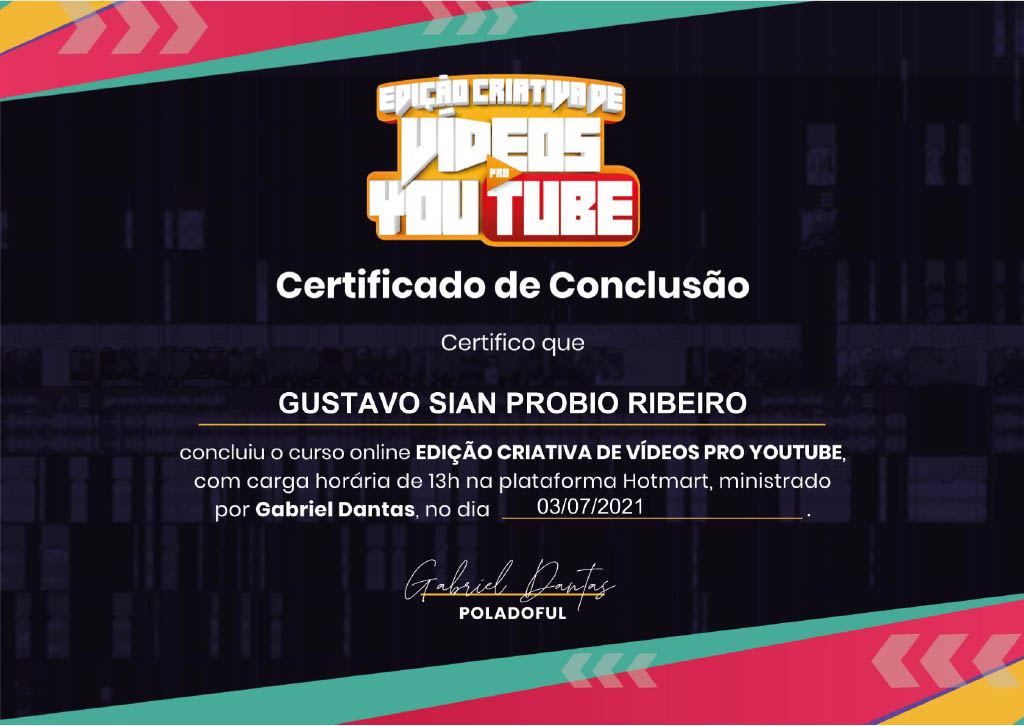 EDIÇÃO CRIATIVA DE
VÍDEOS
PRO
YOUTUBE
Certificado de Conclusão
Certifico que
GUSTAVO SIAN PROBIO RIBEIRO
concluiu o curso online EDIÇÃO CRIATIVA DE VÍDEOS PRO YOUTUBE,
com carga horária de 13h na plataforma Hotmart, ministrado
por Gabriel Dantas, no dia 03/07/2021.
Gabriel Dantas
POLADOFUL